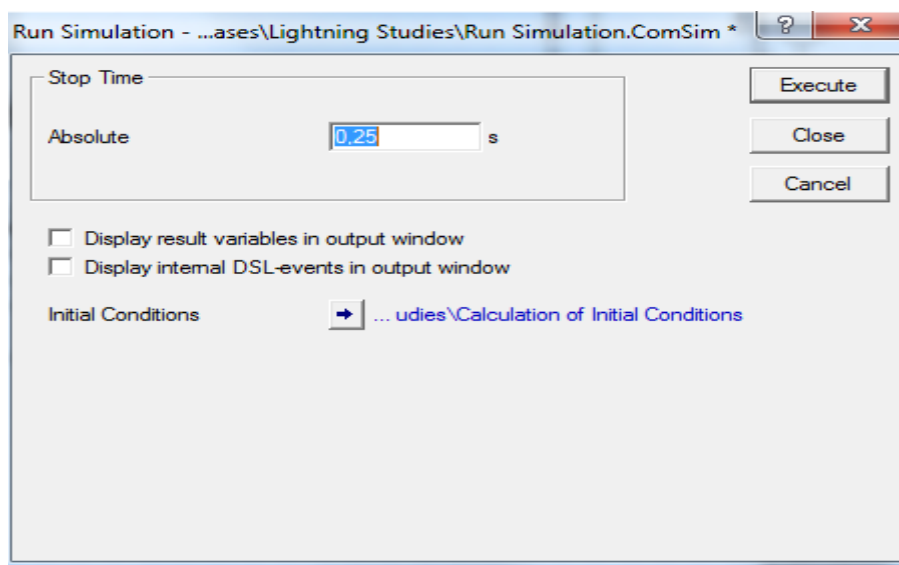 Run Simulation - ...ases\Lightning Studies\Run Simulation.ComSim *
Stop Time
Execute
Absolute 0,25 s
Close
Cancel
Display result variables in output window
Display internal DSL-events in output window
Initial Conditions ... udies\Calculation of Initial Conditions